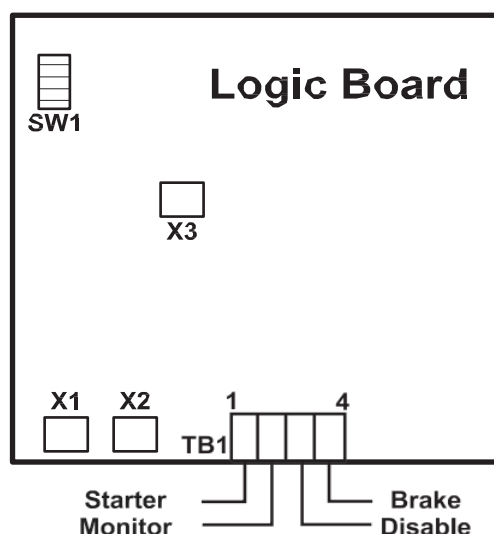 Logic Board
SW1
X3
X1 X2 1 4
TB1
Starter Brake
Monitor Disable